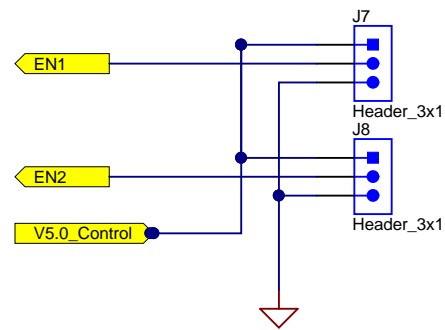 J7
EN1
Header_3x1
J8
EN2
Header_3x1
V5.0_Control